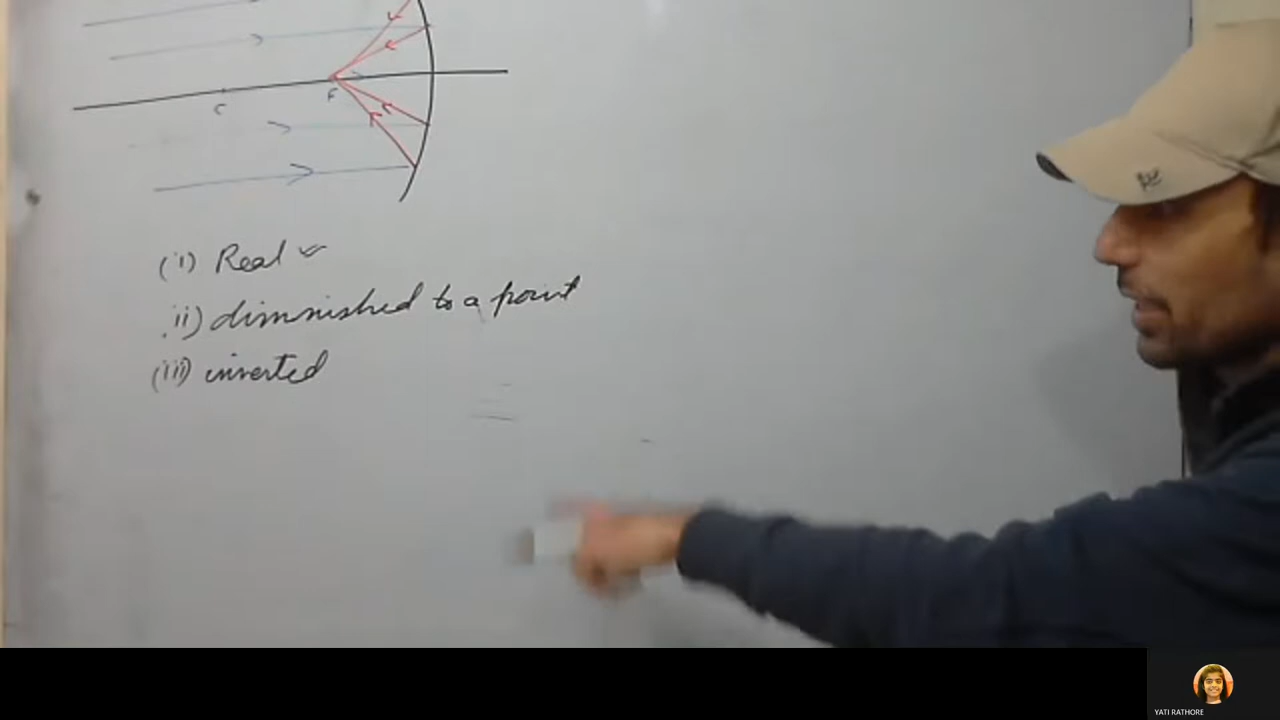 C F
(i) Real
ii) diminished to a point
(iii) inverted
YATI RATHORE